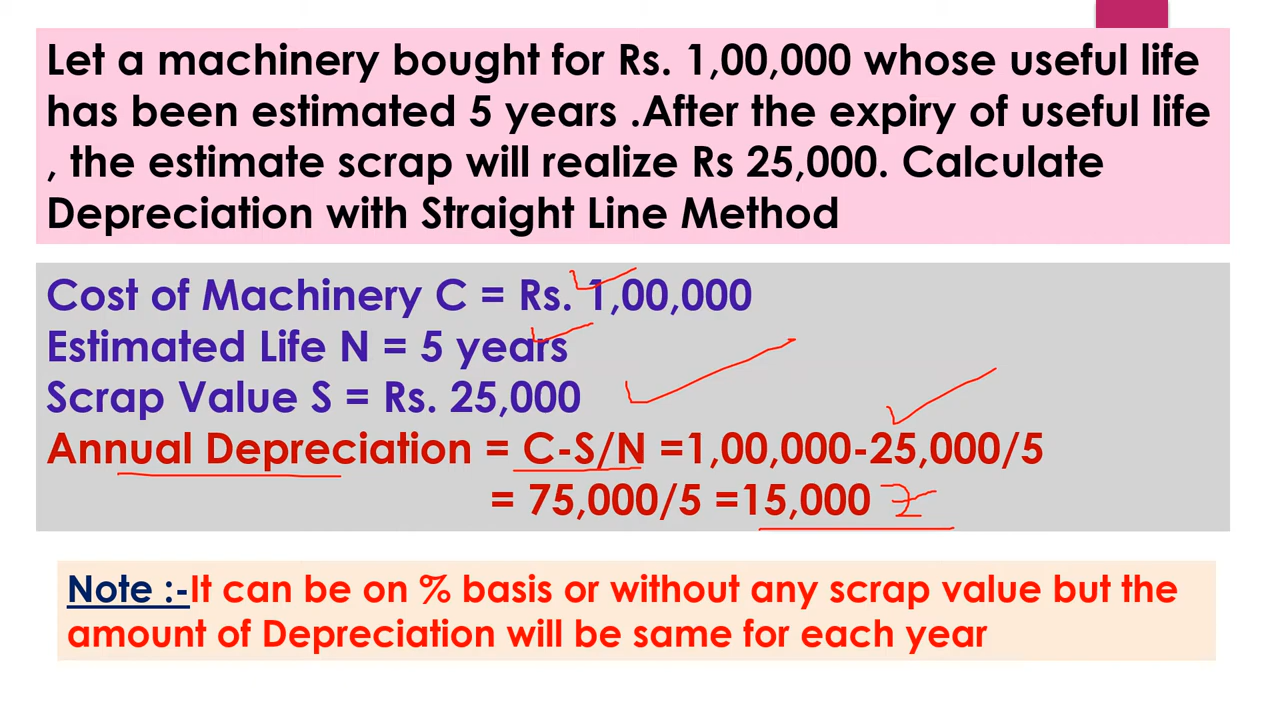 Let a machinery bought for Rs. 1,00,000 whose useful life
has been estimated 5 years .After the expiry of useful life
, the estimate scrap will realize Rs 25,000. Calculate
Depreciation with Straight Line Method
Cost of Machinery C = Rs. 1,00,000
Estimated Life N = 5 years
Scrap Value S = Rs. 25,000
Annual Depreciation = C-S/N =1,00,000-25,000/5
= 75,000/5 =15,000
Note :-It can be on % basis or without any scrap value but the
amount of Depreciation will be same for each year